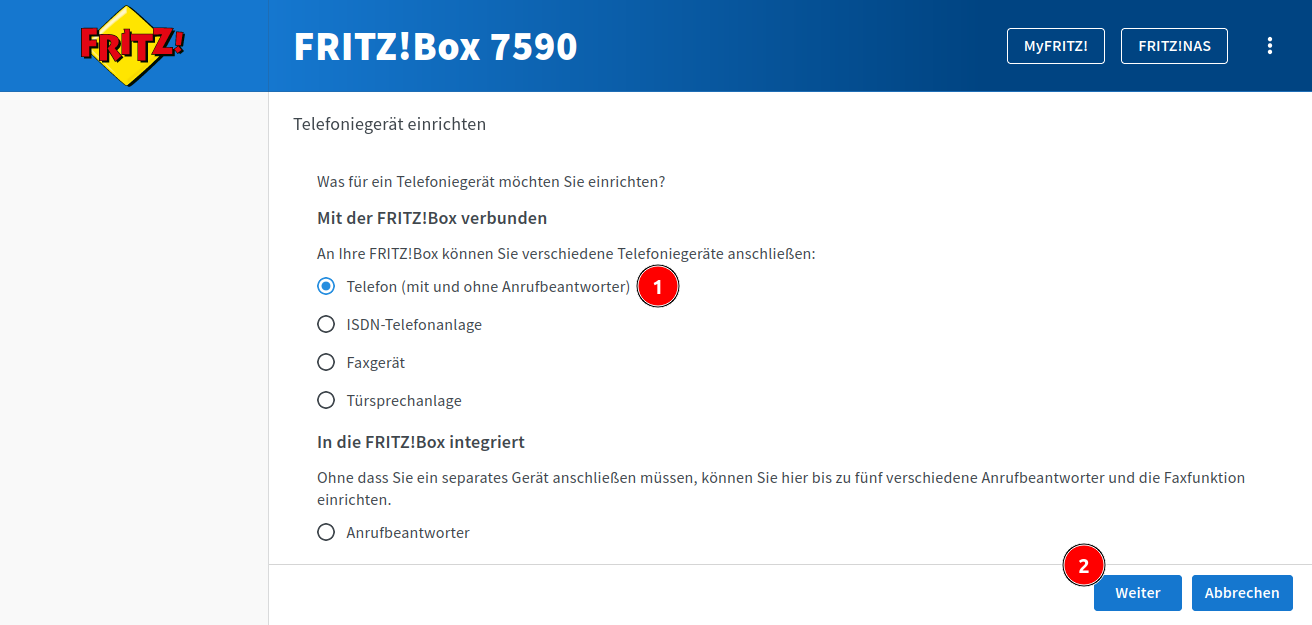 FRITZ!
FRITZ!Box 7590
MyFRITZ!
FRITZ!NAS
Telefoniegerät einrichten
Was für ein Telefoniegerät möchten Sie einrichten?
Mit der FRITZ!Box verbunden
An Ihre FRITZ!Box können Sie verschiedene Telefoniegeräte anschließen:
Telefon (mit und ohne Anrufbeantworter)
1
ISDN-Telefonanlage
Faxgerät
Türsprechanlage
In die FRITZ!Box integriert
Ohne dass Sie ein separates Gerät anschließen müssen, können Sie hier bis zu fünf verschiedene Anrufbeantworter und die Faxfunktion
einrichten.
Anrufbeantworter
2
Weiter
Abbrechen